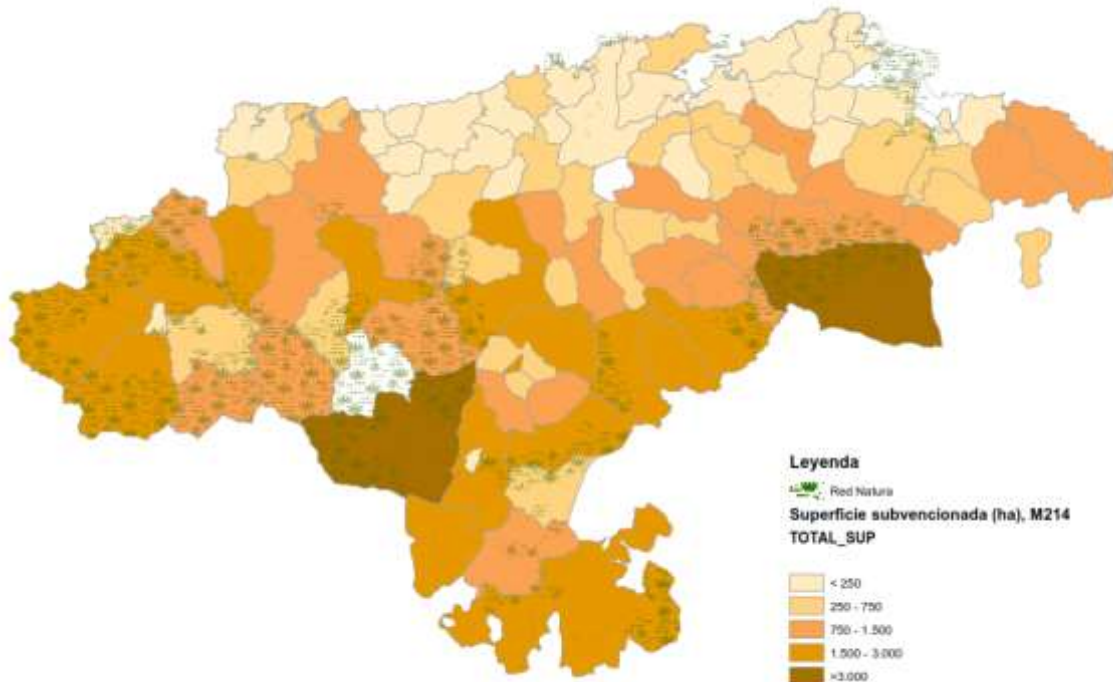 Leyenda
Red Natura
Superficie subvencionada (ha), M214
TOTAL_SUP
< 250
250 - 750
750 - 1.500
1.500 - 3.000
>3.000